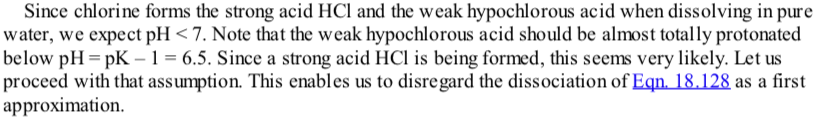 Since chlorine forms the strong acid HCl and the weak hypochlorous acid when dissolving in pure
water, we expect pH < 7. Note that the weak hypochlorous acid should be almost totally protonated
below pH = pK – 1 = 6.5. Since a strong acid HCl is being formed, this seems very likely. Let us
proceed with that assumption. This enables us to disregard the dissociation of Eqn. 18.128 as a first
approximation.